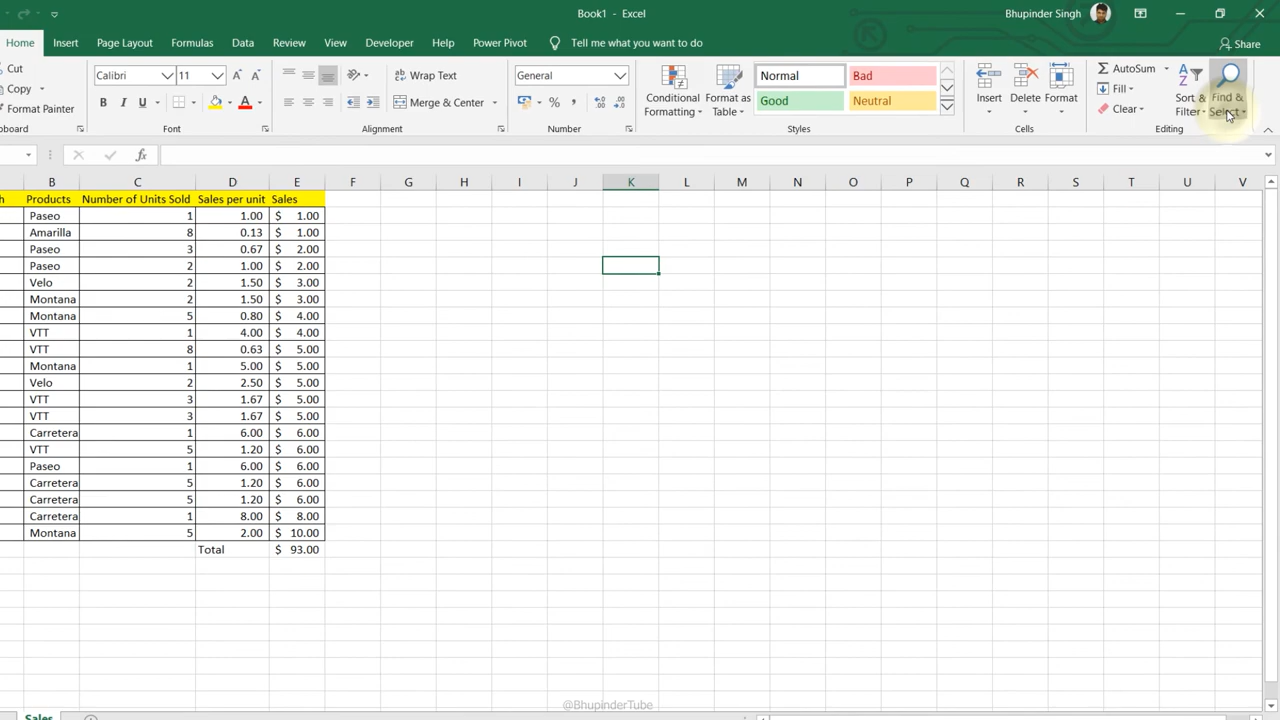 Book1 - Excel
Bhupinder Singh
Home Insert Page Layout Formulas Data Review View Developer Help Power Pivot Tell me what you want to do Share
Cut
Copy
Format Painter
Calibri 11
B I U A
Wrap Text
Merge & Center
General
$ % ,
Conditional Formatting
Format as Table
Normal Bad
Good Neutral
Insert Delete Format
AutoSum
Fill
Clear
Sort & Filter
Find & Select
Font Alignment Number Styles Cells Editing
fx
B C D E F G H I J K L M N O P Q R S T U V
Products Number of Units Sold Sales per unit Sales
Paseo 1 1.00 $ 1.00
Amarilla 8 0.13 $ 1.00
Paseo 3 0.67 $ 2.00
Paseo 2 1.00 $ 2.00
Velo 2 1.50 $ 3.00
Montana 2 1.50 $ 3.00
Montana 5 0.80 $ 4.00
VTT 1 4.00 $ 4.00
VTT 8 0.63 $ 5.00
Montana 1 5.00 $ 5.00
Velo 2 2.50 $ 5.00
VTT 3 1.67 $ 5.00
VTT 3 1.67 $ 5.00
Carretera 1 6.00 $ 6.00
VTT 5 1.20 $ 6.00
Paseo 1 6.00 $ 6.00
Carretera 5 1.20 $ 6.00
Carretera 5 1.20 $ 6.00
Carretera 1 8.00 $ 8.00
Montana 5 2.00 $ 10.00
Total $ 93.00
@BhupinderTube
Sales